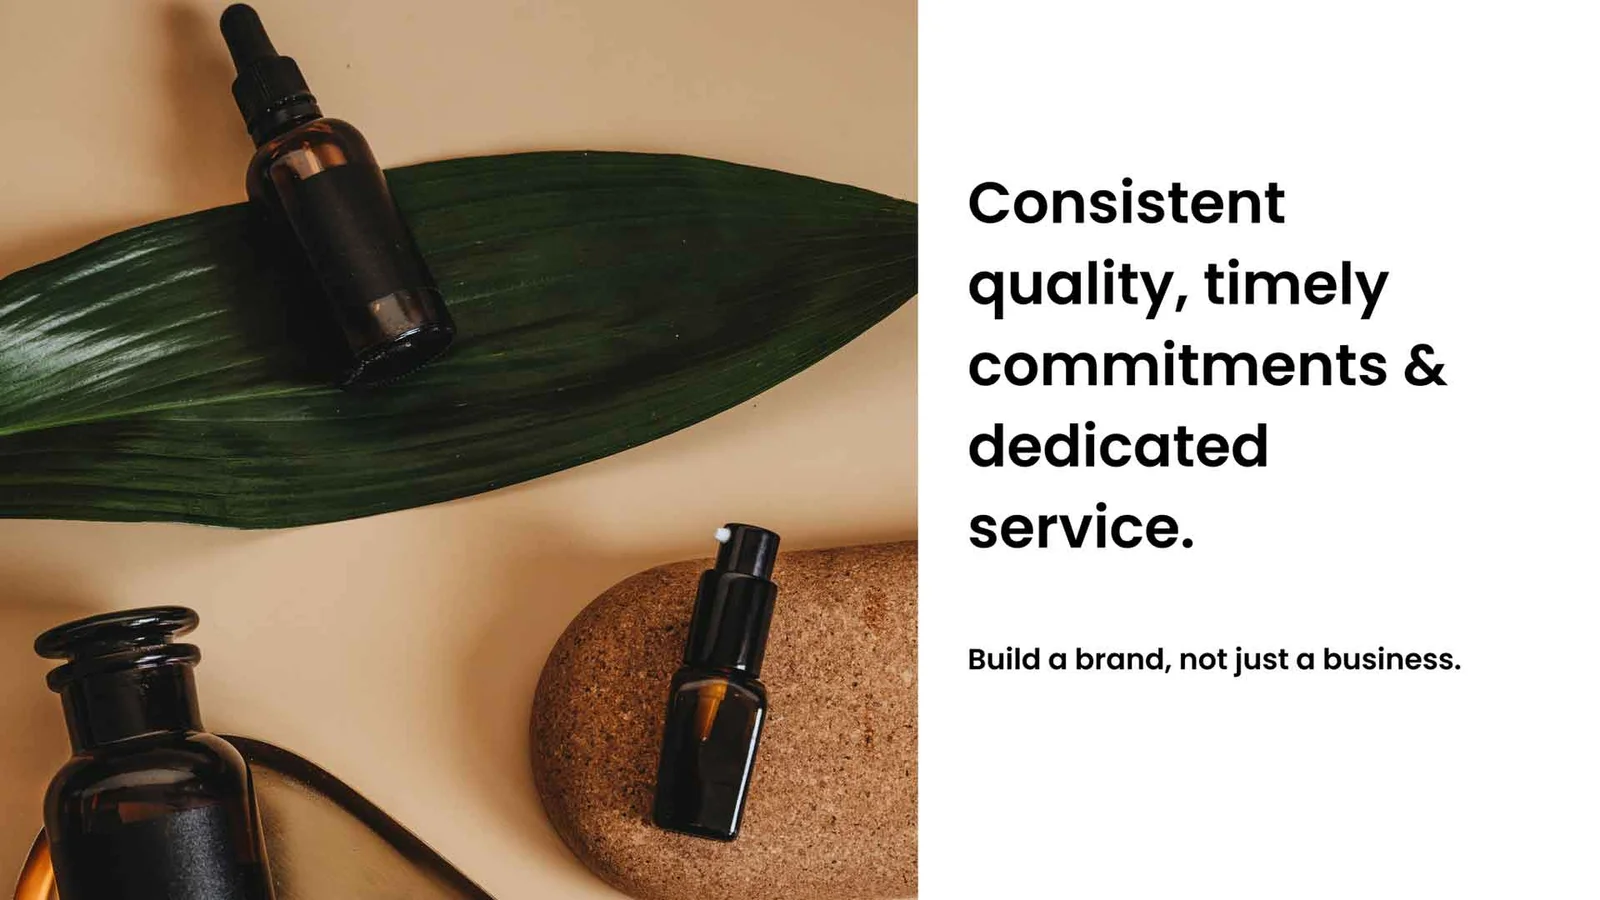 Consistent
quality, timely
commitments &
dedicated
service.
Build a brand, not just a business.